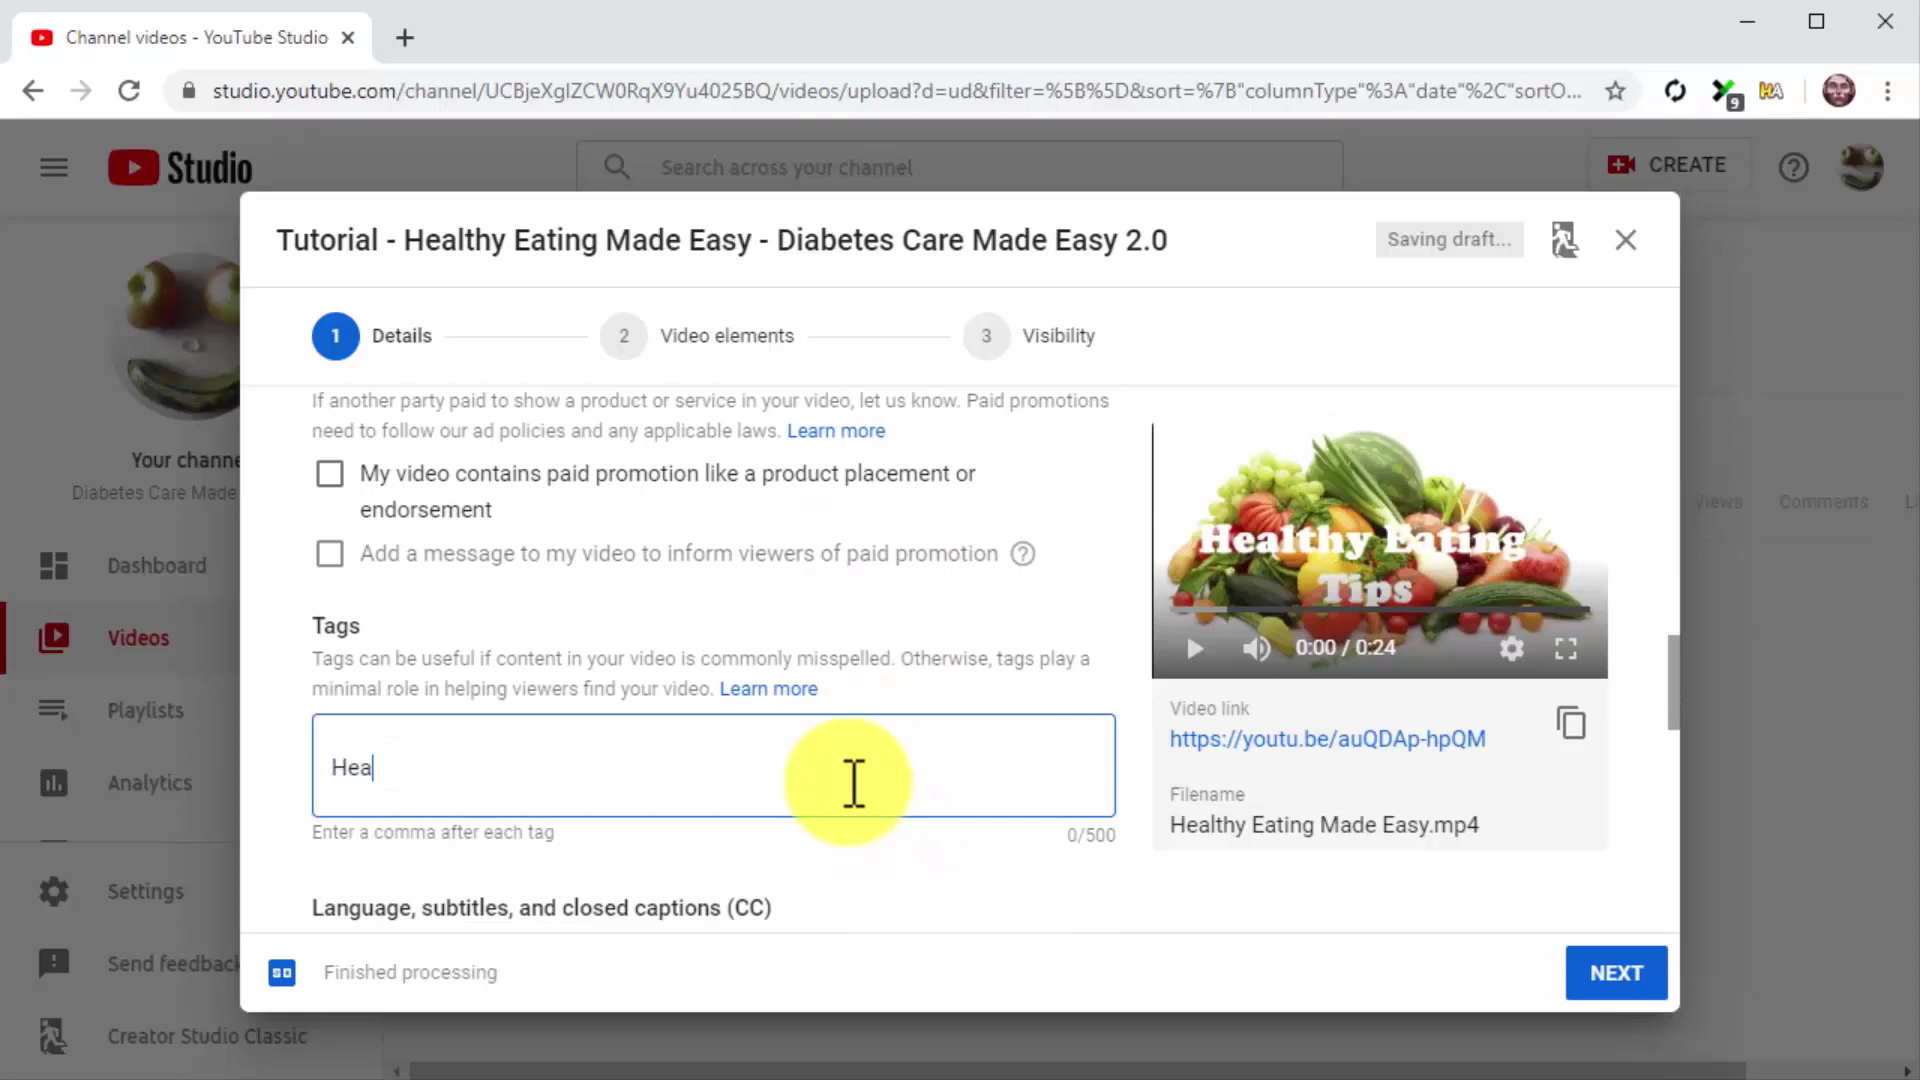 Channel videos - YouTube Studio
studio.youtube.com/channel/UCBjeXgIZCW0RqX9Yu4025BQ/videos/upload?d=ud&filter=%5B%5D&sort=%7B"columnType"%3A"date"%2C"sortO...
9
HA
Studio
Search across your channel
CREATE
Tutorial - Healthy Eating Made Easy - Diabetes Care Made Easy 2.0
Saving draft...
1 Details
2 Video elements
3 Visibility
If another party paid to show a product or service in your video, let us know. Paid promotions
need to follow our ad policies and any applicable laws. Learn more
My video contains paid promotion like a product placement or
endorsement
Add a message to my video to inform viewers of paid promotion
Tags
Tags can be useful if content in your video is commonly misspelled. Otherwise, tags play a
minimal role in helping viewers find your video. Learn more
Hea
Enter a comma after each tag
0/500
Language, subtitles, and closed captions (CC)
Healthy Eating
Tips
0:00 / 0:24
Video link
https://youtu.be/auQDAp-hpQM
Filename
Healthy Eating Made Easy.mp4
SD
Finished processing
NEXT
Your channe
Diabetes Care Made
Dashboard
Videos
Playlists
Analytics
Settings
Send feedback
Creator Studio Classic
Views
Comments